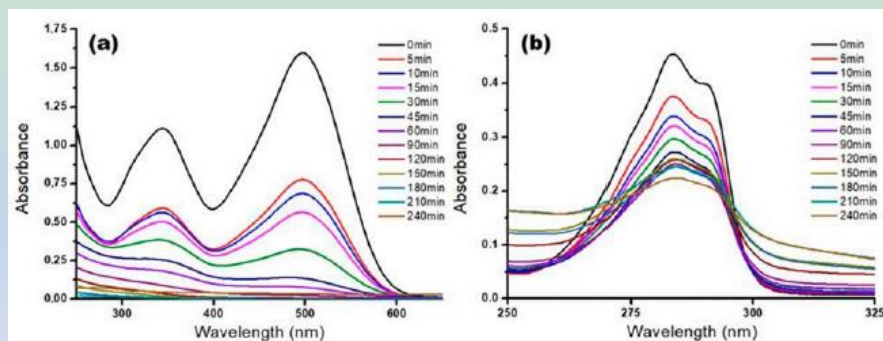 (a)
1.75
1.50
1.25
1.00
0.75
0.50
0.25
0.00
Absorbance
300
400
500
600
Wavelength (nm)
0min
5min
10min
15min
30min
45min
60min
90min
120min
150min
180min
210min
240min
(b)
0.5
0.4
0.3
0.2
0.1
0.0
Absorbance
250
275
300
325
Wavelength (nm)
0min
5min
10min
15min
30min
45min
60min
90min
120min
150min
180min
210min
240min